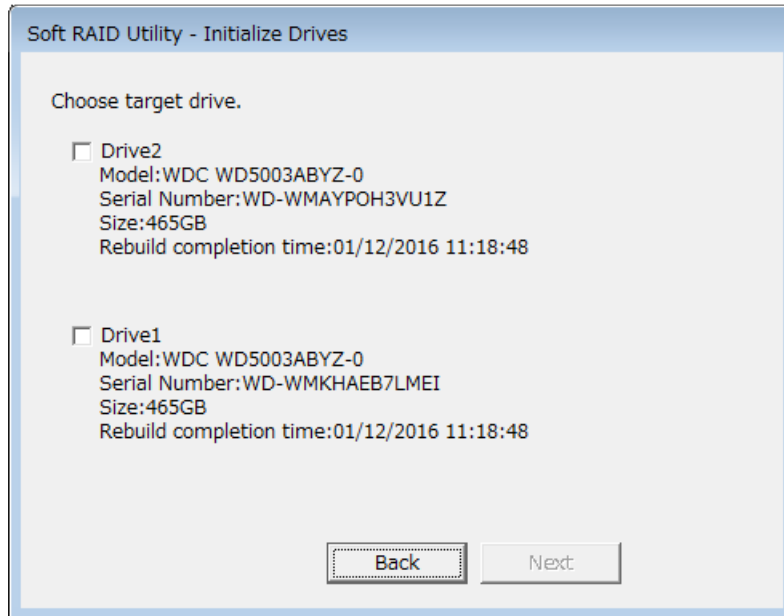 Soft RAID Utility - Initialize Drives
Choose target drive.
Drive2
Model:WDC WD5003ABYZ-0
Serial Number:WD-WMAYPOH3VU1Z
Size:465GB
Rebuild completion time:01/12/2016 11:18:48
Drive1
Model:WDC WD5003ABYZ-0
Serial Number:WD-WMKHAEB7LMEI
Size:465GB
Rebuild completion time:01/12/2016 11:18:48
Back
Next